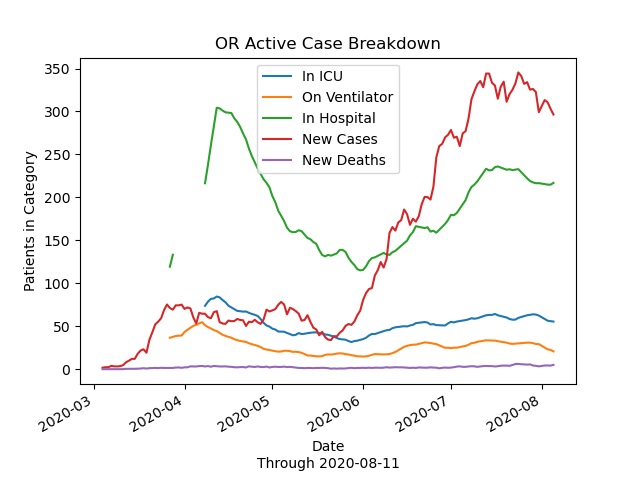 OR Active Case Breakdown
In ICU
On Ventilator
In Hospital
New Cases
New Deaths
Patients in Category
350
300
250
200
150
100
50
0
2020-03
2020-04
2020-05
2020-06
2020-07
2020-08
Date
Through 2020-08-11